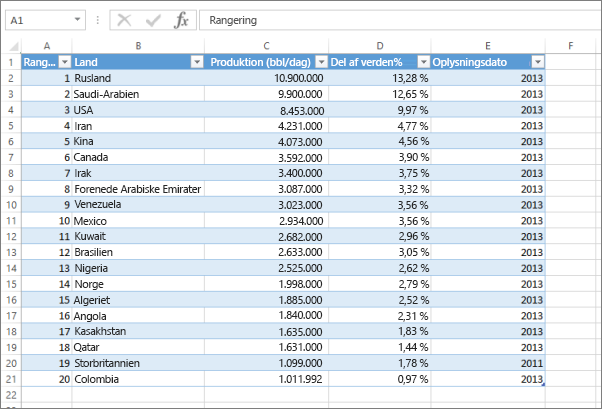 A1 Rangering
A B C D E F
1 Rang... Land Produktion (bbl/dag) Del af verden% Oplysningsdato
2 1 Rusland 10.900.000 13,28 % 2013
3 2 Saudi-Arabien 9.900.000 12,65 % 2013
4 3 USA 8.453.000 9,97 % 2013
5 4 Iran 4.231.000 4,77 % 2013
6 5 Kina 4.073.000 4,56 % 2013
7 6 Canada 3.592.000 3,90 % 2013
8 7 Irak 3.400.000 3,75 % 2013
9 8 Forenede Arabiske Emirater 3.087.000 3,32 % 2013
10 9 Venezuela 3.023.000 3,56 % 2013
11 10 Mexico 2.934.000 3,56 % 2013
12 11 Kuwait 2.682.000 2,96 % 2013
13 12 Brasilien 2.633.000 3,05 % 2013
14 13 Nigeria 2.525.000 2,62 % 2013
15 14 Norge 1.998.000 2,79 % 2013
16 15 Algeriet 1.885.000 2,52 % 2013
17 16 Angola 1.840.000 2,31 % 2013
18 17 Kasakhstan 1.635.000 1,83 % 2013
19 18 Qatar 1.631.000 1,44 % 2013
20 19 Storbritannien 1.099.000 1,78 % 2011
21 20 Colombia 1.011.992 0,97 % 2013
22